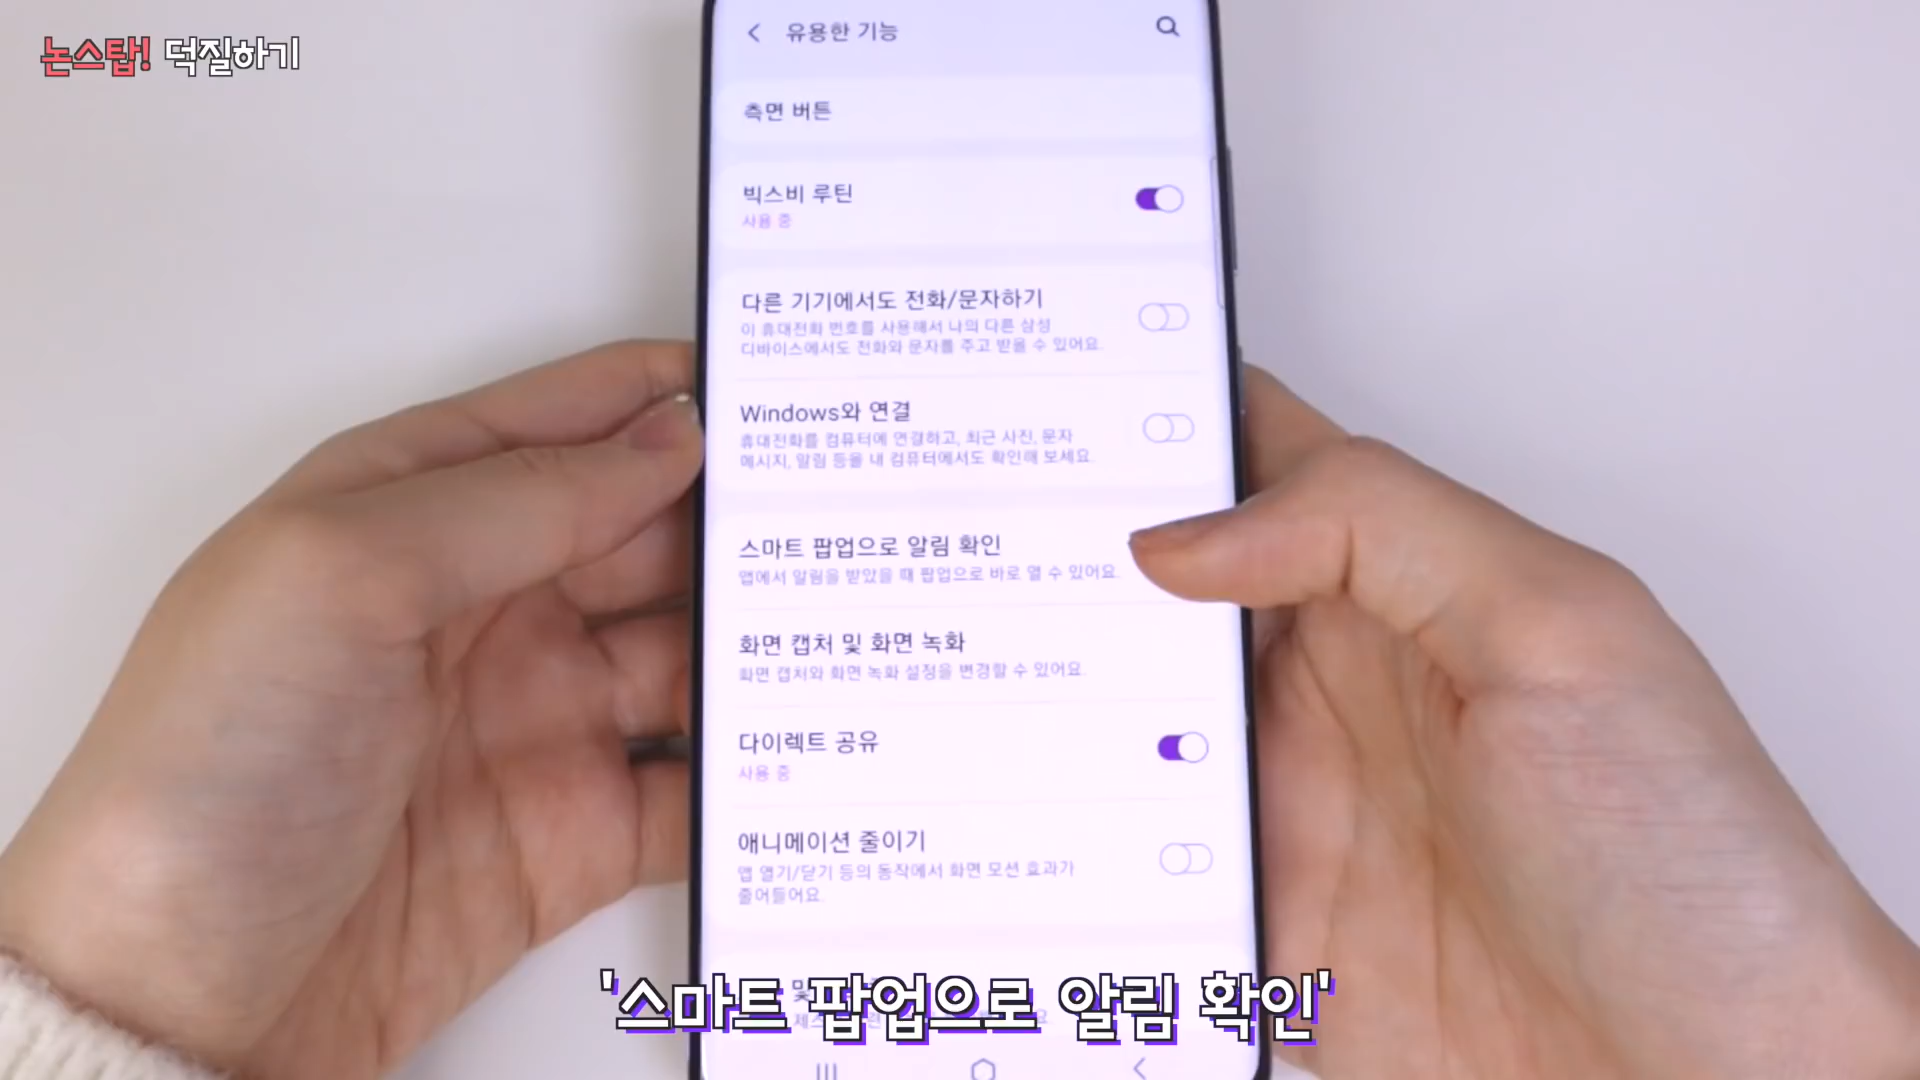 논스탑! 덕질하기
유용한 기능
측면 버튼
빅스비 루틴
사용 중
다른 기기에서도 전화/문자하기
이 휴대전화 번호를 사용해서 나의 다른 삼성
디바이스에서도 전화와 문자를 주고 받을 수 있어요.
Windows와 연결
휴대전화를 컴퓨터에 연결하고, 최근 사진, 문자
메시지, 알림 등을 내 컴퓨터에서도 확인해 보세요.
스마트 팝업으로 알림 확인
앱에서 알림을 받았을 때 팝업으로 바로 열 수 있어요.
화면 캡처 및 화면 녹화
화면 캡처와 화면 녹화 설정을 변경할 수 있어요.
다이렉트 공유
사용 중
애니메이션 줄이기
앱 열기/닫기 등의 동작에서 화면 모션 효과가
줄어들어요.
'스마트 팝업으로 알림 확인'